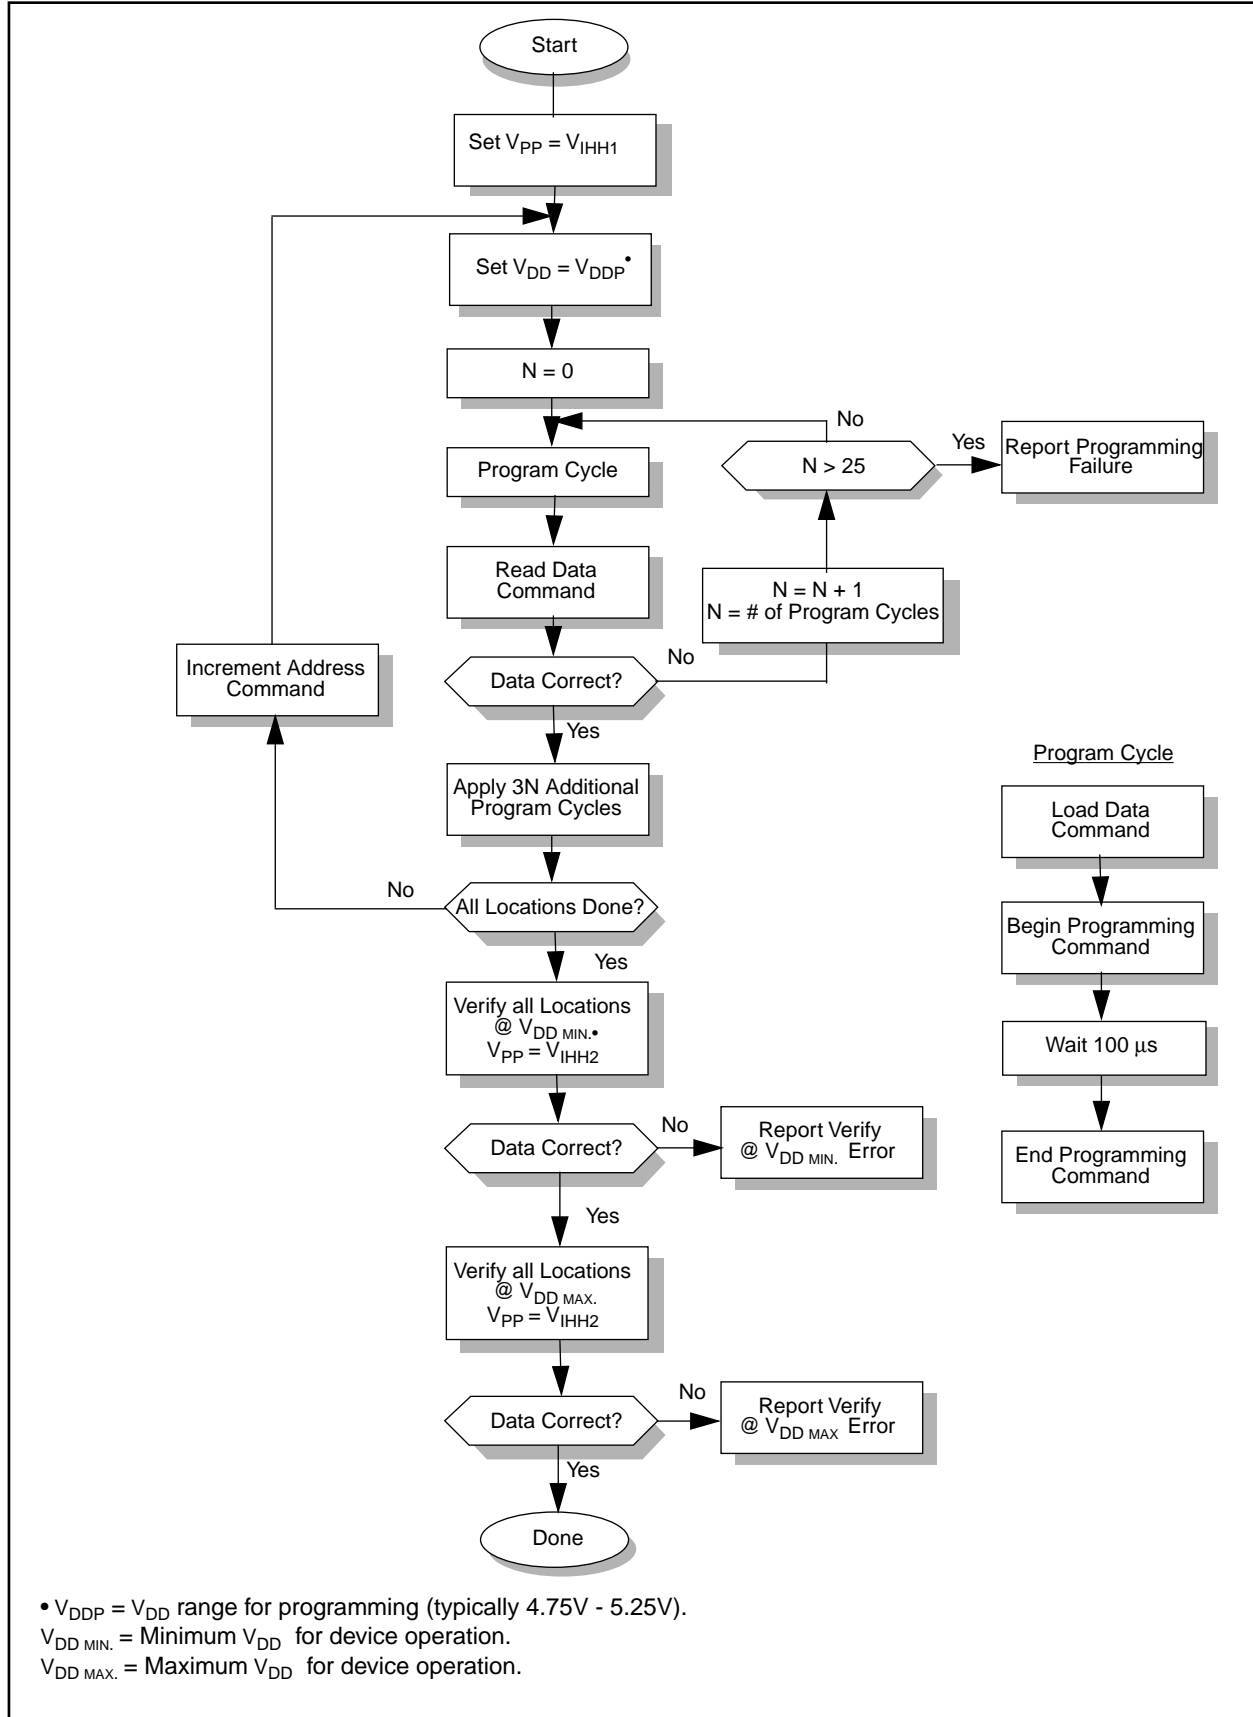 Start
Set VPP = VIHH1
Set VDD = VDDP•
N = 0
No
N > 25
Yes
Report Programming
Failure
Program Cycle
Read Data
Command
N = N + 1
N = # of Program Cycles
Increment Address
Command
Data Correct?
No
Yes
Apply 3N Additional
Program Cycles
No
All Locations Done?
Yes
Verify all Locations
@ VDD MIN.•
VPP = VIHH2
Data Correct?
No
Report Verify
@ VDD MIN. Error
Yes
Verify all Locations
@ VDD MAX.
VPP = VIHH2
Data Correct?
No
Report Verify
@ VDD MAX Error
Yes
Done
Program Cycle
Load Data
Command
Begin Programming
Command
Wait 100 µs
End Programming
Command
• VDDP = VDD range for programming (typically 4.75V - 5.25V).
VDD MIN. = Minimum VDD for device operation.
VDD MAX. = Maximum VDD for device operation.